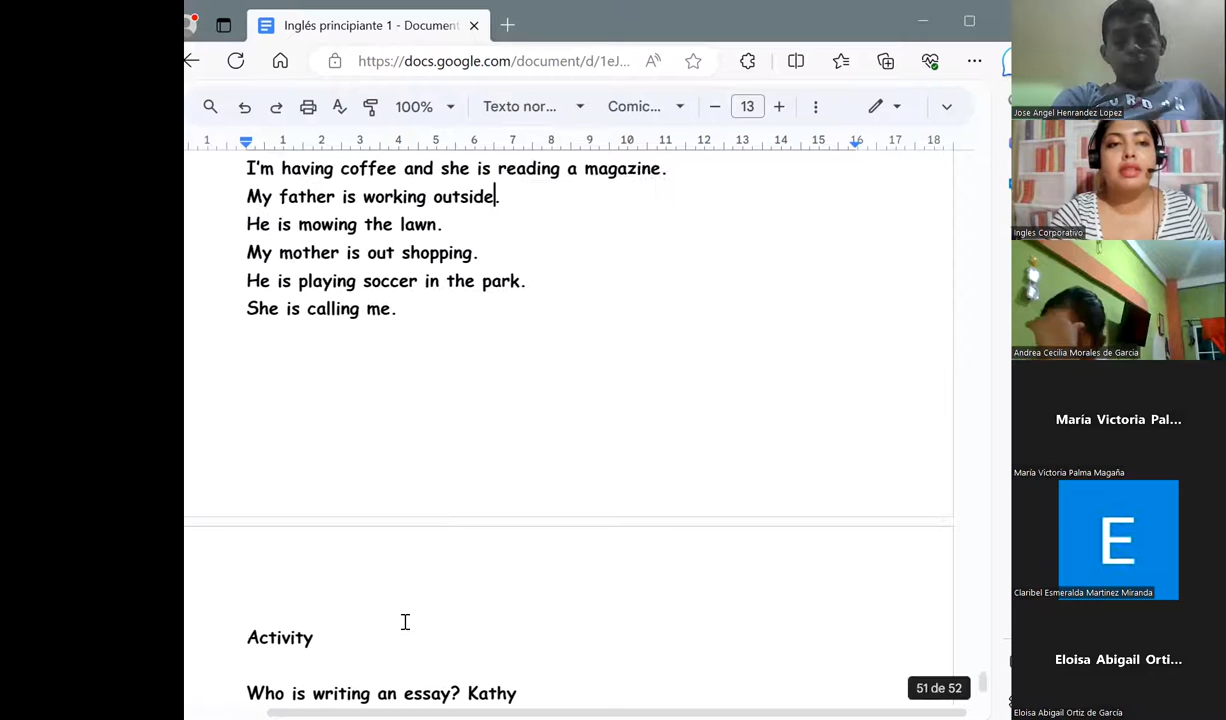 Inglés principiante 1 - Document
https://docs.google.com/document/d/1eJ...
100%
Texto nor...
Comic...
13
1 1 2 3 4 5 6 7 8 9 10 11 12 13 14 15 16 17 18
I'm having coffee and she is reading a magazine.
My father is working outside.
He is mowing the lawn.
My mother is out shopping.
He is playing soccer in the park.
She is calling me.
Activity
Who is writing an essay? Kathy
51 de 52
Jose Angel Henrandez Lopez
Ingles Corporativo
Andrea Cecilia Morales de Garcia
María Victoria Pal...
María Victoria Palma Magaña
E
Claribel Esmeralda Martinez Miranda
Eloisa Abigail Orti...
Eloisa Abigail Ortiz de García